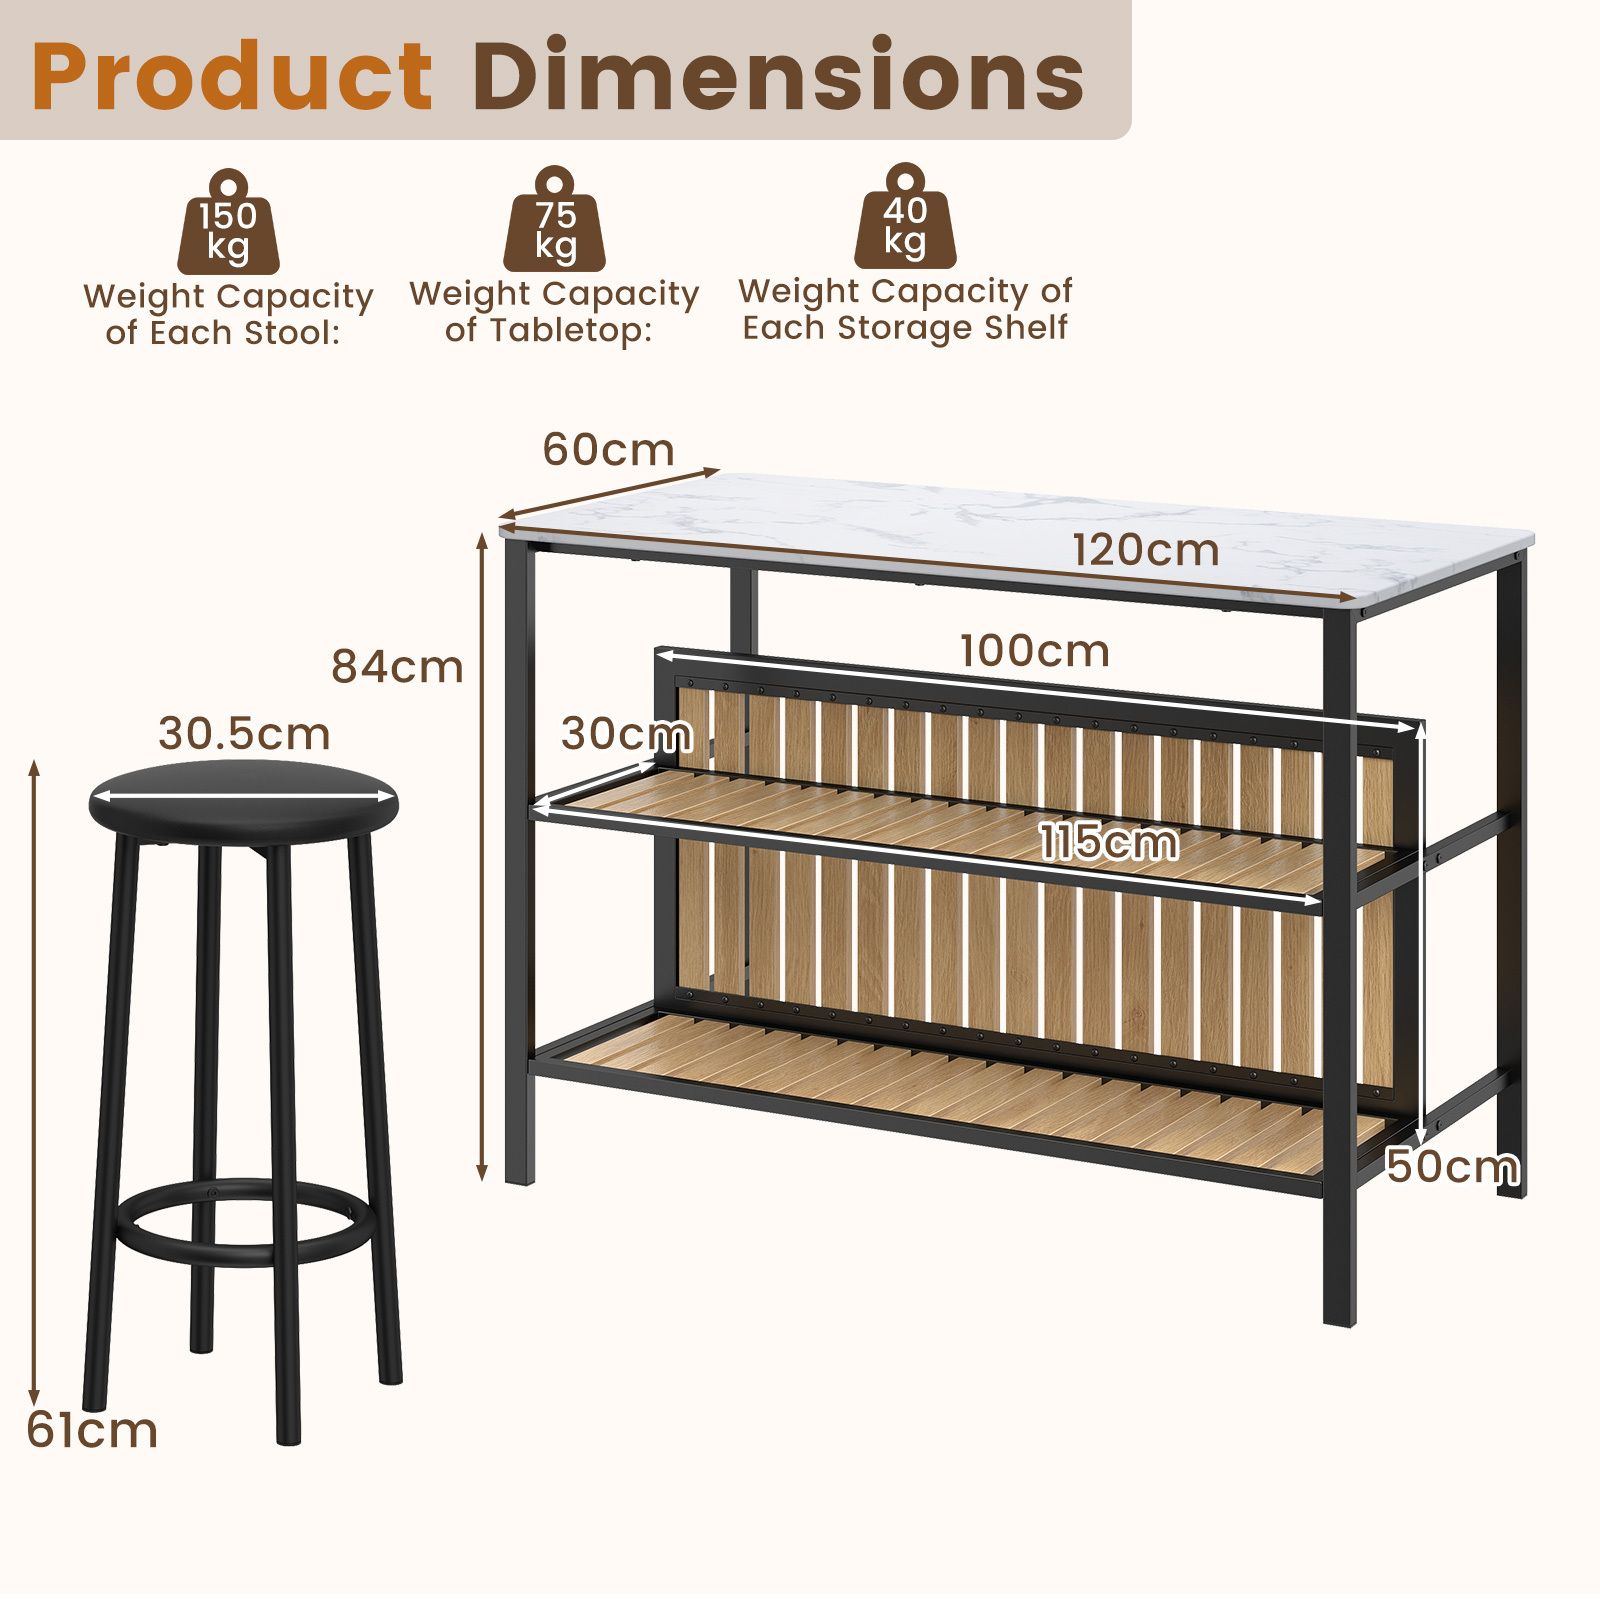 Product Dimensions
150
kg
Weight Capacity
of Each Stool:
75
kg
Weight Capacity
of Tabletop:
40
kg
Weight Capacity of
Each Storage Shelf
60cm
120cm
84cm
100cm
30cm
115cm
50cm
30.5cm
61cm